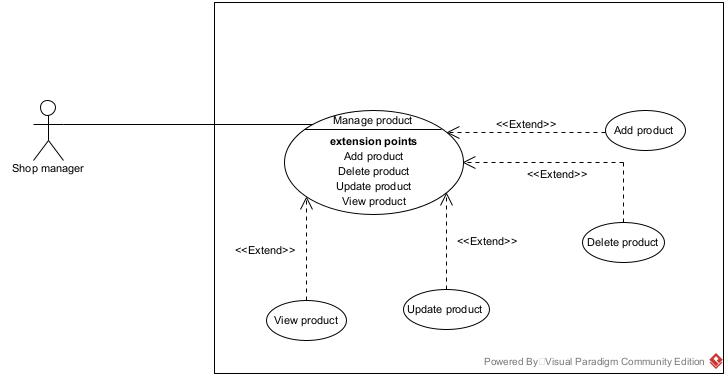 Manage product
extension points
Add product
Delete product
Update product
View product
<<Extend>>
Add product
<<Extend>>
Delete product
<<Extend>>
Update product
<<Extend>>
View product
Shop manager
Powered By Visual Paradigm Community Edition